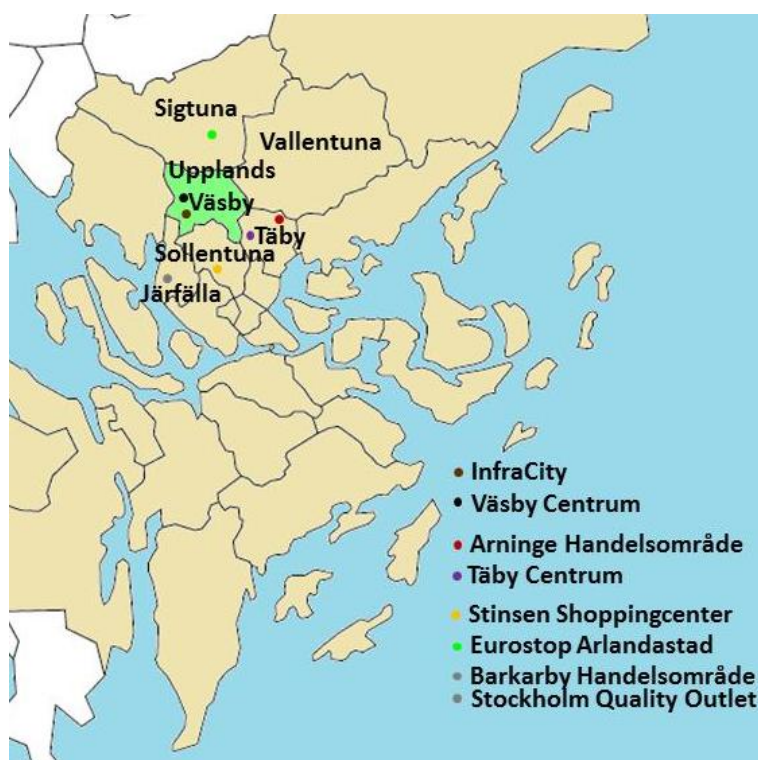 Sigtuna
Vallentuna
Upplands
Väsby
Täby
Sollentuna
Järfälla
InfraCity
Väsby Centrum
Arninge Handelsområde
Täby Centrum
Stinsen Shoppingcenter
Eurostop Arlandastad
Barkarby Handelsområde
Stockholm Quality Outlet